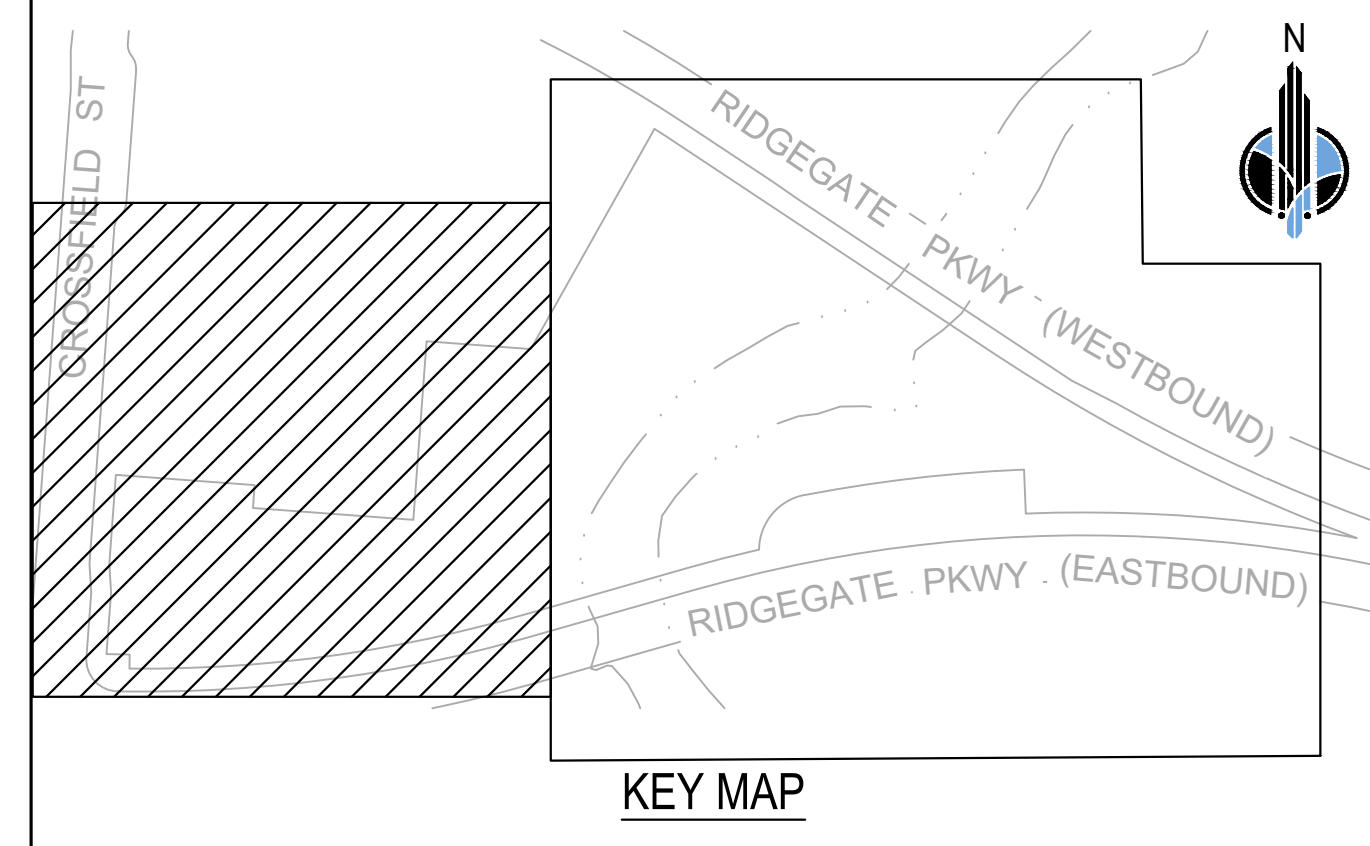 N
CROSSFIELD ST
RIDGEGATE PKWY (WESTBOUND)
RIDGEGATE PKWY (EASTBOUND)
KEY MAP